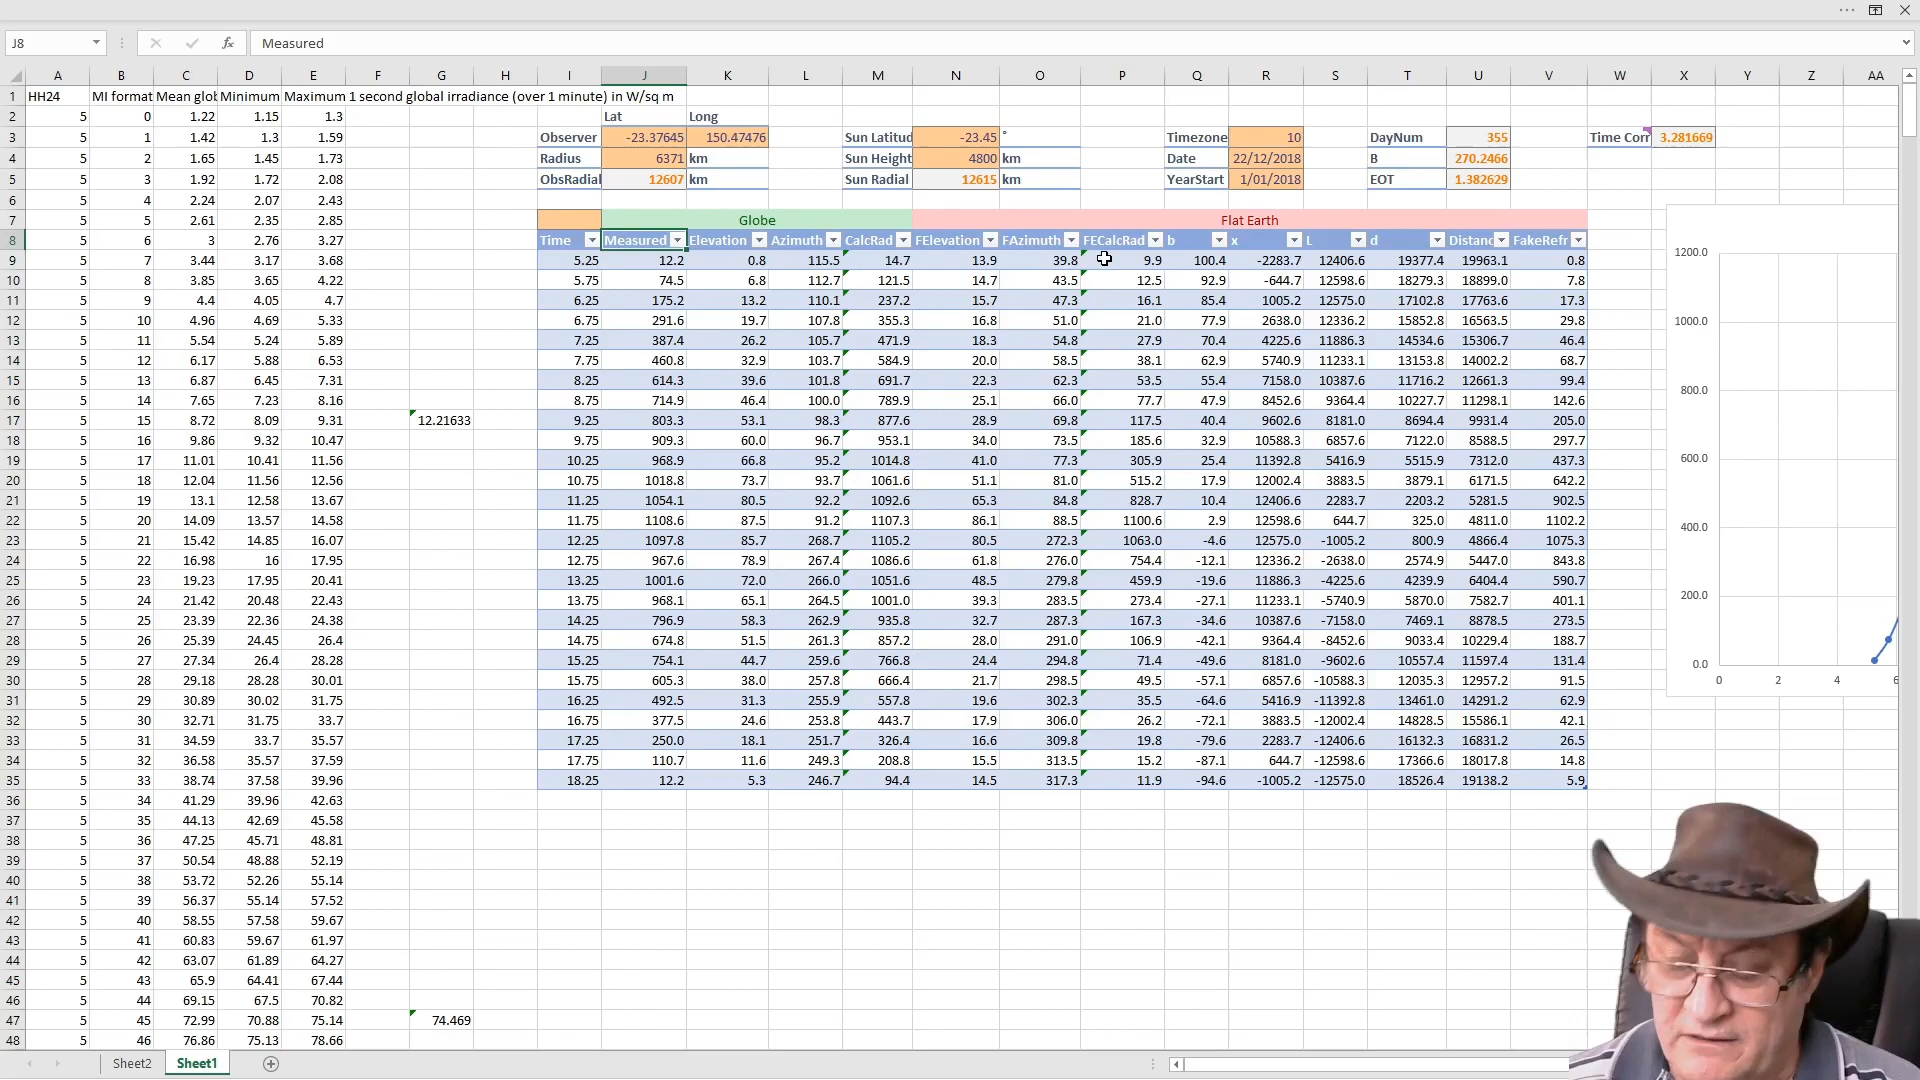 J8 fx Measured
A B C D E F G H I J K L M N O P Q R S T U V W X Y Z AA
1 HH24 MI format Mean glob Minimum Maximum 1 second global irradiance (over 1 minute) in W/sq m
2 5 0 1.22 1.15 1.3 Lat Long
3 5 1 1.42 1.3 1.59 Observer -23.37645 150.47476 Sun Latitud -23.45 ° Timezone 10 DayNum 355 Time Corr 3.281669
4 5 2 1.65 1.45 1.73 Radius 6371 km Sun Height 4800 km Date 22/12/2018 B 270.2466
5 5 3 1.92 1.72 2.08 ObsRadial 12607 km Sun Radial 12615 km YearStart 1/01/2018 EOT 1.382629
6 5 4 2.24 2.07 2.43
7 5 5 2.61 2.35 2.85 Globe Flat Earth
8 5 6 3 2.76 3.27 Time Measured Elevation Azimuth CalcRad FElevation FAzimuth FECalcRad b x L d Distanc FakeRefr
9 5 7 3.44 3.17 3.68 5.25 12.2 0.8 115.5 14.7 13.9 39.8 9.9 100.4 -2283.7 12406.6 19377.4 19963.1 0.8
10 5 8 3.85 3.65 4.22 5.75 74.5 6.8 112.7 121.5 14.7 43.5 12.5 92.9 -644.7 12598.6 18279.3 18899.0 7.8
11 5 9 4.4 4.05 4.7 6.25 175.2 13.2 110.1 237.2 15.7 47.3 16.1 85.4 1005.2 12575.0 17102.8 17763.6 17.3
12 5 10 4.96 4.69 5.33 6.75 291.6 19.7 107.8 355.3 16.8 51.0 21.0 77.9 2638.0 12336.2 15852.8 16563.5 29.8
13 5 11 5.54 5.24 5.89 7.25 387.4 26.2 105.7 471.9 18.3 54.8 27.9 70.4 4225.6 11886.3 14534.6 15306.7 46.4
14 5 12 6.17 5.88 6.53 7.75 460.8 32.9 103.7 584.9 20.0 58.5 38.1 62.9 5740.9 11233.1 13153.8 14002.2 68.7
15 5 13 6.87 6.45 7.31 8.25 614.3 39.6 101.8 691.7 22.3 62.3 53.5 55.4 7158.0 10387.6 11716.2 12661.3 99.4
16 5 14 7.65 7.23 8.16 8.75 714.9 46.4 100.0 789.9 25.1 66.0 77.7 47.9 8452.6 9364.4 10227.7 11298.1 142.6
17 5 15 8.72 8.09 9.31 12.21633 9.25 803.3 53.1 98.3 877.6 28.9 69.8 117.5 40.4 9602.6 8181.0 8694.4 9931.4 205.0
18 5 16 9.86 9.32 10.47 9.75 909.3 60.0 96.7 953.1 34.0 73.5 185.6 32.9 10588.3 6857.6 7122.0 8588.5 297.7
19 5 17 11.01 10.41 11.56 10.25 968.9 66.8 95.2 1014.8 41.0 77.3 305.9 25.4 11392.8 5416.9 5515.9 7312.0 437.3
20 5 18 12.04 11.56 12.56 10.75 1018.8 73.7 93.7 1061.6 51.1 81.0 515.2 17.9 12002.4 3883.5 3879.1 6171.5 642.2
21 5 19 13.1 12.58 13.67 11.25 1054.1 80.5 92.2 1092.6 65.3 84.8 828.7 10.4 12406.6 2283.7 2203.2 5281.5 902.5
22 5 20 14.09 13.57 14.58 11.75 1108.6 87.5 91.2 1107.3 86.1 88.5 1100.6 2.9 12598.6 644.7 325.0 4811.0 1102.2
23 5 21 15.42 14.85 16.07 12.25 1097.8 85.7 268.7 1105.2 80.5 272.3 1063.0 -4.6 12575.0 -1005.2 800.9 4866.4 1075.3
24 5 22 16.98 16 17.95 12.75 967.6 78.9 267.4 1086.6 61.8 276.0 754.4 -12.1 12336.2 -2638.0 2574.9 5447.0 843.8
25 5 23 19.23 17.95 20.41 13.25 1001.6 72.0 266.0 1051.6 48.5 279.8 459.9 -19.6 11886.3 -4225.6 4239.9 6404.4 590.7
26 5 24 21.42 20.48 22.43 13.75 968.1 65.1 264.5 1001.0 39.3 283.5 273.4 -27.1 11233.1 -5740.9 5870.0 7582.7 401.1
27 5 25 23.39 22.36 24.38 14.25 796.9 58.3 262.9 935.8 32.7 287.3 167.3 -34.6 10387.6 -7158.0 7469.1 8878.5 273.5
28 5 26 25.39 24.45 26.4 14.75 674.8 51.5 261.3 857.2 28.0 291.0 106.9 -42.1 9364.4 -8452.6 9033.4 10229.4 188.7
29 5 27 27.34 26.4 28.28 15.25 754.1 44.7 259.6 766.8 24.4 294.8 71.4 -49.6 8181.0 -9602.6 10557.4 11597.4 131.4
30 5 28 29.18 28.28 30.01 15.75 605.3 38.0 257.8 666.4 21.7 298.5 49.5 -57.1 6857.6 -10588.3 12035.3 12957.2 91.5
31 5 29 30.89 30.02 31.75 16.25 492.5 31.3 255.9 557.8 19.6 302.3 35.5 -64.6 5416.9 -11392.8 13461.0 14291.2 62.9
32 5 30 32.71 31.75 33.7 16.75 377.5 24.6 253.8 443.7 17.9 306.0 26.2 -72.1 3883.5 -12002.4 14828.5 15586.1 42.1
33 5 31 34.59 33.7 35.57 17.25 250.0 18.1 251.7 326.4 16.6 309.8 19.8 -79.6 2283.7 -12406.6 16132.3 16831.2 26.5
34 5 32 36.58 35.57 37.59 17.75 110.7 11.6 249.3 208.8 15.5 313.5 15.2 -87.1 644.7 -12598.6 17366.6 18017.8 14.8
35 5 33 38.74 37.58 39.96 18.25 12.2 5.3 246.7 94.4 14.5 317.3 11.9 -94.6 -1005.2 -12575.0 18526.4 19138.2 5.9
36 5 34 41.29 39.96 42.63
37 5 35 44.13 42.69 45.58
38 5 36 47.25 45.71 48.81
39 5 37 50.54 48.88 52.19
40 5 38 53.72 52.26 55.14
41 5 39 56.37 55.14 57.52
42 5 40 58.55 57.58 59.67
43 5 41 60.83 59.67 61.97
44 5 42 63.07 61.89 64.27
45 5 43 65.9 64.41 67.44
46 5 44 69.15 67.5 70.82
47 5 45 72.99 70.88 75.14 74.469
48 5 46 76.86 75.13 78.66
1200.0
1000.0
800.0
600.0
400.0
200.0
0.0
0 2 4 6
Sheet2 Sheet1